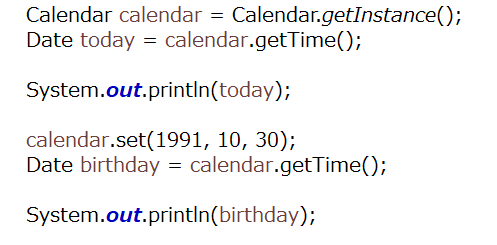 Calendar calendar = Calendar.getInstance();
Date today = calendar.getTime();
System.out.println(today);
calendar.set(1991, 10, 30);
Date birthday = calendar.getTime();
System.out.println(birthday);